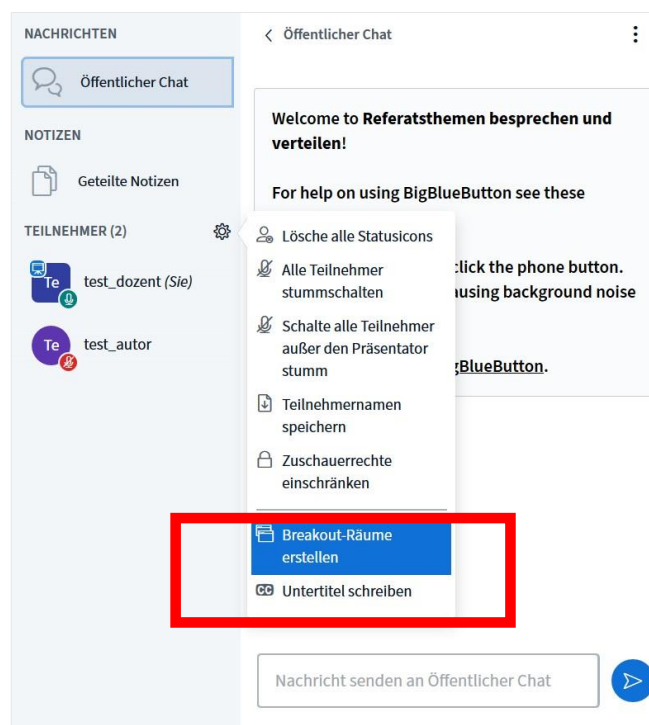 NACHRICHTEN
Öffentlicher Chat
NOTIZEN
Geteilte Notizen
TEILNEHMER (2)
Te
test_dozent (Sie)
Te
test_autor
Öffentlicher Chat
Welcome to Referatsthemen besprechen und
verteilen!
For help on using BigBlueButton see these
click the phone button.
using background noise
BlueButton.
Lösche alle Statusicons
Alle Teilnehmer
stummschalten
Schalte alle Teilnehmer
außer den Präsentator
stumm
Teilnehmernamen
speichern
Zuschauerrechte
einschränken
Breakout-Räume
erstellen
CC Untertitel schreiben
Nachricht senden an Öffentlicher Chat